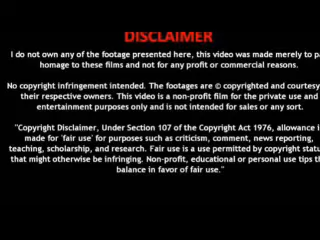 DISCLAIMER
I do not own any of the footage presented here, this video was made merely to pa
homage to these films and not for any profit or commercial reasons.
No copyright infringement intended. The footages are © copyrighted and courtesy
their respective owners. This video is a non-profit film for the private use and
entertainment purposes only and is not intended for sales or any sort.
"Copyright Disclaimer, Under Section 107 of the Copyright Act 1976, allowance i
made for 'fair use' for purposes such as criticism, comment, news reporting,
teaching, scholarship, and research. Fair use is a use permitted by copyright statu
that might otherwise be infringing. Non-profit, educational or personal use tips th
balance in favor of fair use."